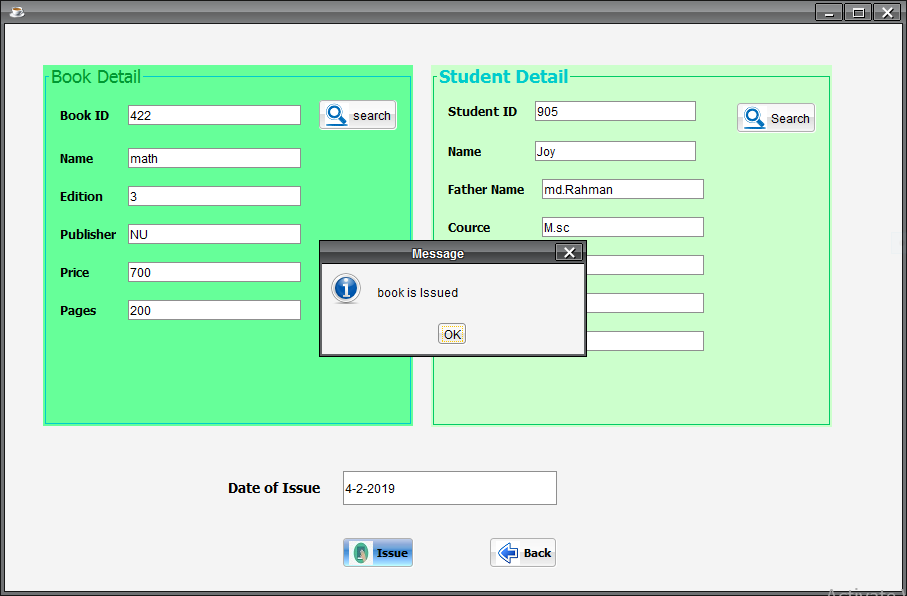 Book Detail
Book ID 422 search
Name math
Edition 3
Publisher NU
Price 700
Pages 200
Student Detail
Student ID 905 Search
Name Joy
Father Name md.Rahman
Cource M.sc
Message
book is Issued
OK
Date of Issue 4-2-2019
Issue Back